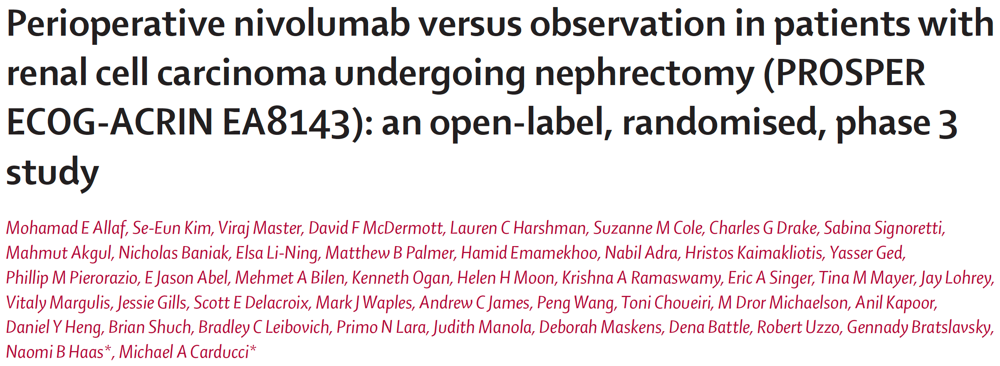 Perioperative nivolumab versus observation in patients with
renal cell carcinoma undergoing nephrectomy (PROSPER
ECOG-ACRIN EA8143): an open-label, randomised, phase 3
study
Mohamad E Allaf, Se-Eun Kim, Viraj Master, David F McDermott, Lauren C Harshman, Suzanne M Cole, Charles G Drake, Sabina Signoretti,
Mahmut Akgul, Nicholas Baniak, Elsa Li-Ning, Matthew B Palmer, Hamid Emamekhoo, Nabil Adra, Hristos Kaimakliotis, Yasser Ged,
Phillip M Pierorazio, E Jason Abel, Mehmet A Bilen, Kenneth Ogan, Helen H Moon, Krishna A Ramaswamy, Eric A Singer, Tina M Mayer, Jay Lohrey,
Vitaly Margulis, Jessie Gills, Scott E Delacroix, Mark J Waples, Andrew C James, Peng Wang, Toni Choueiri, M Dror Michaelson, Anil Kapoor,
Daniel Y Heng, Brian Shuch, Bradley C Leibovich, Primo N Lara, Judith Manola, Deborah Maskens, Dena Battle, Robert Uzzo, Gennady Bratslavsky,
Naomi B Haas*, Michael A Carducci*